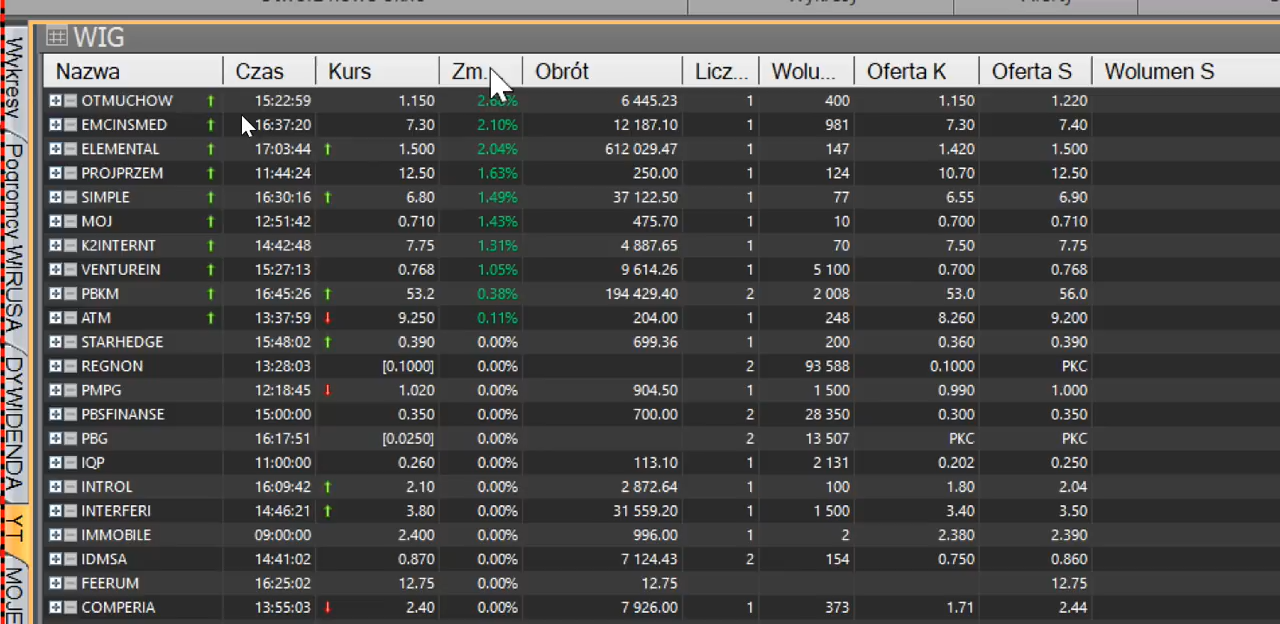 WIG
Nazwa Czas Kurs Zm. Obrót Licz... Wolu... Oferta K Oferta S Wolumen S
OTMUCHOW 15:22:59 1.150 6 445.23 1 400 1.150 1.220
EMCINSMED 16:37:20 7.30 2.10% 12 187.10 1 981 7.30 7.40
ELEMENTAL 17:03:44 1.500 2.04% 612 029.47 1 147 1.420 1.500
PROJPRZEM 11:44:24 12.50 1.63% 250.00 1 124 10.70 12.50
SIMPLE 16:30:16 6.80 1.49% 37 122.50 1 77 6.55 6.90
MOJ 12:51:42 0.710 1.43% 475.70 1 10 0.700 0.710
K2INTERNT 14:42:48 7.75 1.31% 4 887.65 1 70 7.50 7.75
VENTUREIN 15:27:13 0.768 1.05% 9 614.26 1 5 100 0.700 0.768
PBKM 16:45:26 53.2 0.38% 194 429.40 2 2 008 53.0 56.0
ATM 13:37:59 9.250 0.11% 204.00 1 248 8.260 9.200
STARHEDGE 15:48:02 0.390 0.00% 699.36 1 200 0.360 0.390
REGNON 13:28:03 [0.1000] 0.00% 2 93 588 0.1000 PKC
PMPG 12:18:45 1.020 0.00% 904.50 1 1 500 0.990 1.000
PBSFINANSE 15:00:00 0.350 0.00% 700.00 2 28 350 0.300 0.350
PBG 16:17:51 [0.0250] 0.00% 2 13 507 PKC PKC
IQP 11:00:00 0.260 0.00% 113.10 1 2 131 0.202 0.250
INTROL 16:09:42 2.10 0.00% 2 872.64 1 100 1.80 2.04
INTERFERI 14:46:21 3.80 0.00% 31 559.20 1 1 500 3.40 3.50
IMMOBILE 09:00:00 2.400 0.00% 996.00 1 2 2.380 2.390
IDMSA 14:41:02 0.870 0.00% 7 124.43 2 154 0.750 0.860
FEERUM 16:25:02 12.75 0.00% 12.75 12.75
COMPERIA 13:55:03 2.40 0.00% 7 926.00 1 373 1.71 2.44
Wykresy
Pogromcy WIRUSA
DYWIDENDA
YT
MOJE